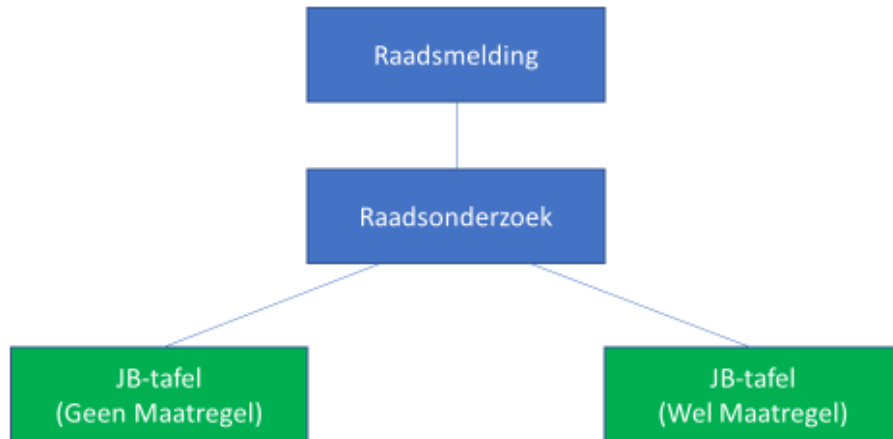 Raadsmelding
Raadsonderzoek
JB-tafel
(Geen Maatregel)
JB-tafel
(Wel Maatregel)